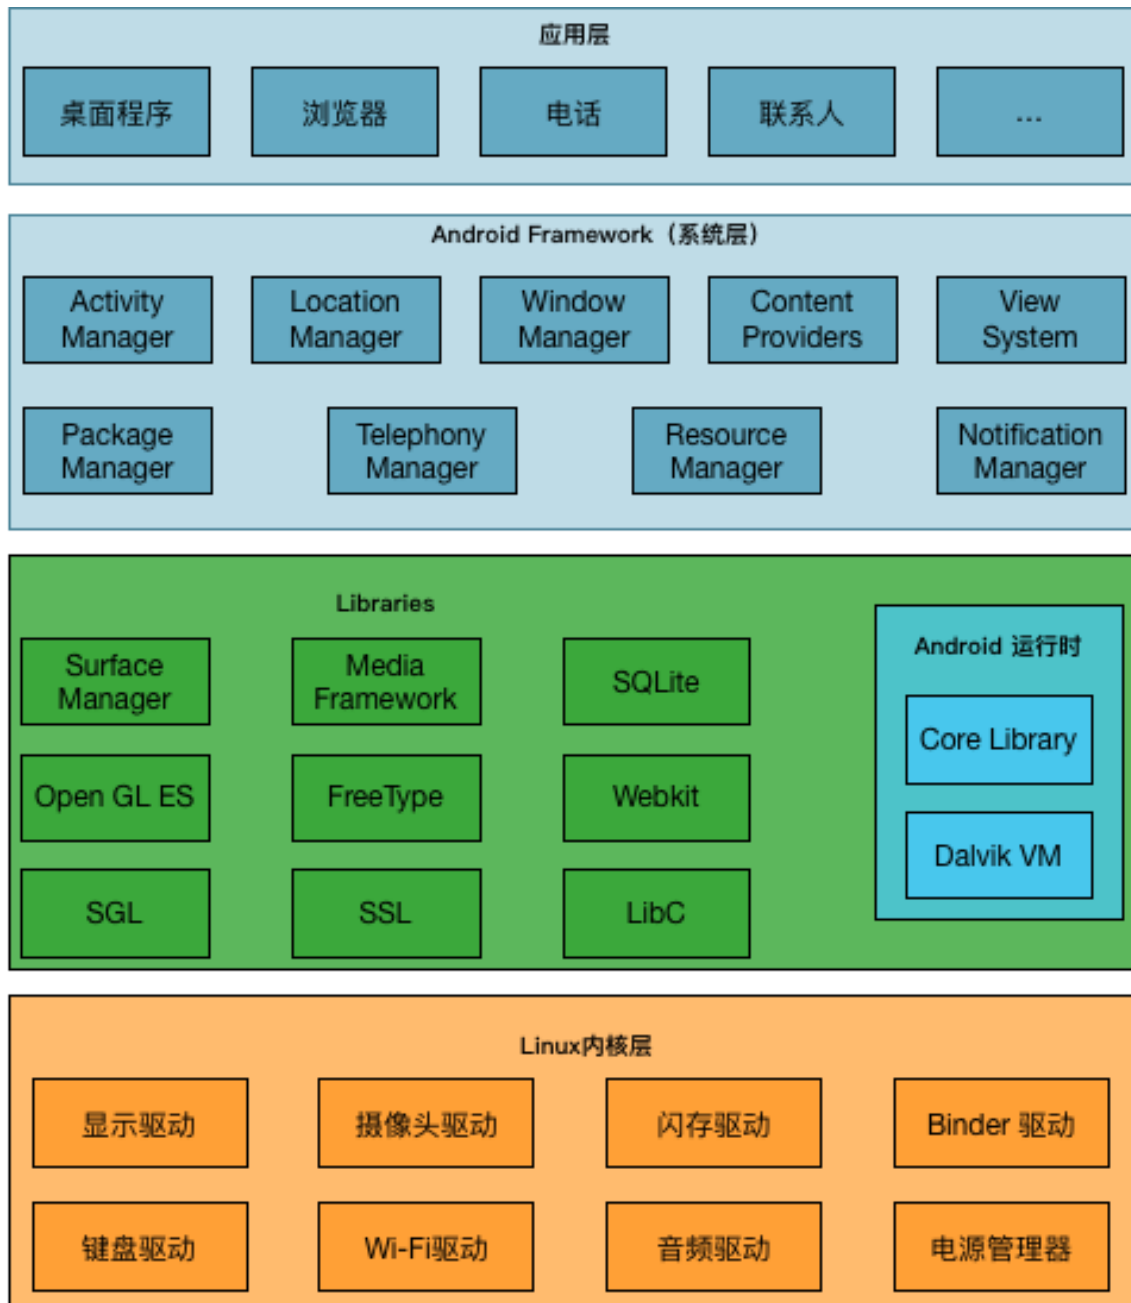 应用层
桌面程序
浏览器
电话
联系人
...
Android Framework（系统层）
Activity
Manager
Location
Manager
Window
Manager
Content
Providers
View
System
Package
Manager
Telephony
Manager
Resource
Manager
Notification
Manager
Libraries
Surface
Manager
Media
Framework
SQLite
Open GL ES
FreeType
Webkit
SGL
SSL
LibC
Android 运行时
Core Library
Dalvik VM
Linux内核层
显示驱动
摄像头驱动
闪存驱动
Binder 驱动
键盘驱动
Wi-Fi驱动
音频驱动
电源管理器